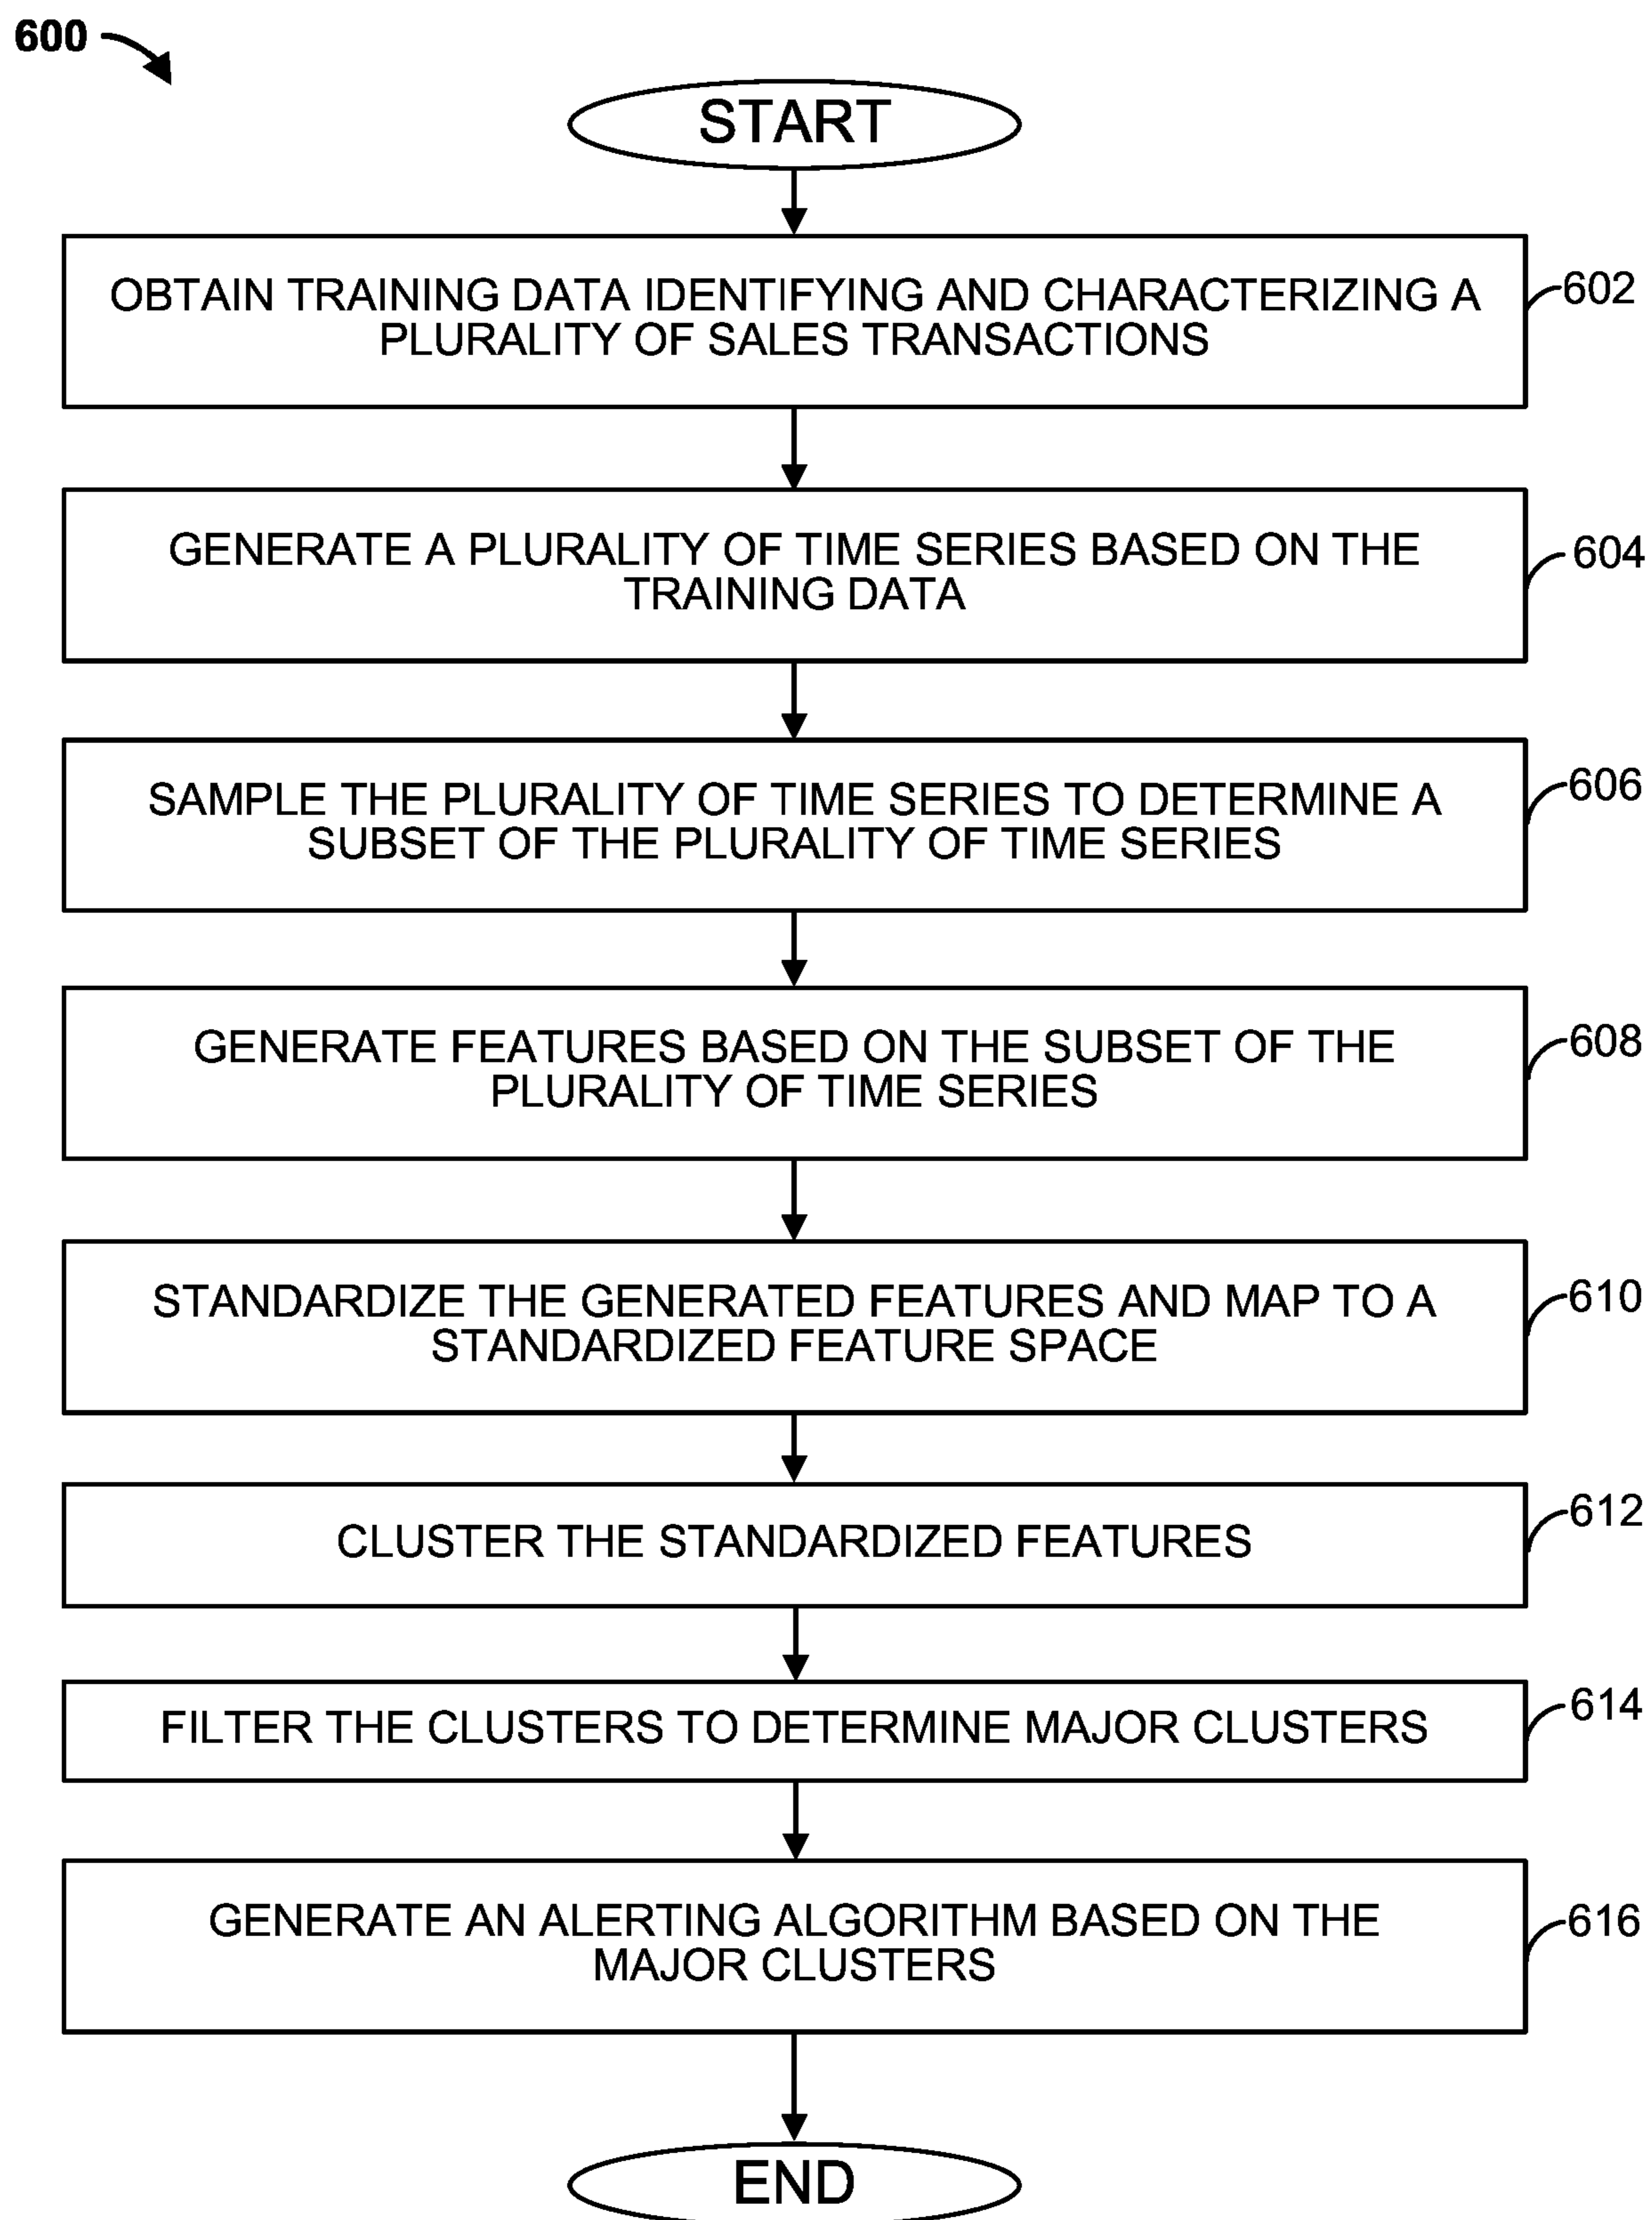 600
START
OBTAIN TRAINING DATA IDENTIFYING AND CHARACTERIZING A
PLURALITY OF SALES TRANSACTIONS
602
GENERATE A PLURALITY OF TIME SERIES BASED ON THE
TRAINING DATA
604
SAMPLE THE PLURALITY OF TIME SERIES TO DETERMINE A
SUBSET OF THE PLURALITY OF TIME SERIES
606
GENERATE FEATURES BASED ON THE SUBSET OF THE
PLURALITY OF TIME SERIES
608
STANDARDIZE THE GENERATED FEATURES AND MAP TO A
STANDARDIZED FEATURE SPACE
610
CLUSTER THE STANDARDIZED FEATURES
612
FILTER THE CLUSTERS TO DETERMINE MAJOR CLUSTERS
614
GENERATE AN ALERTING ALGORITHM BASED ON THE
MAJOR CLUSTERS
616
END